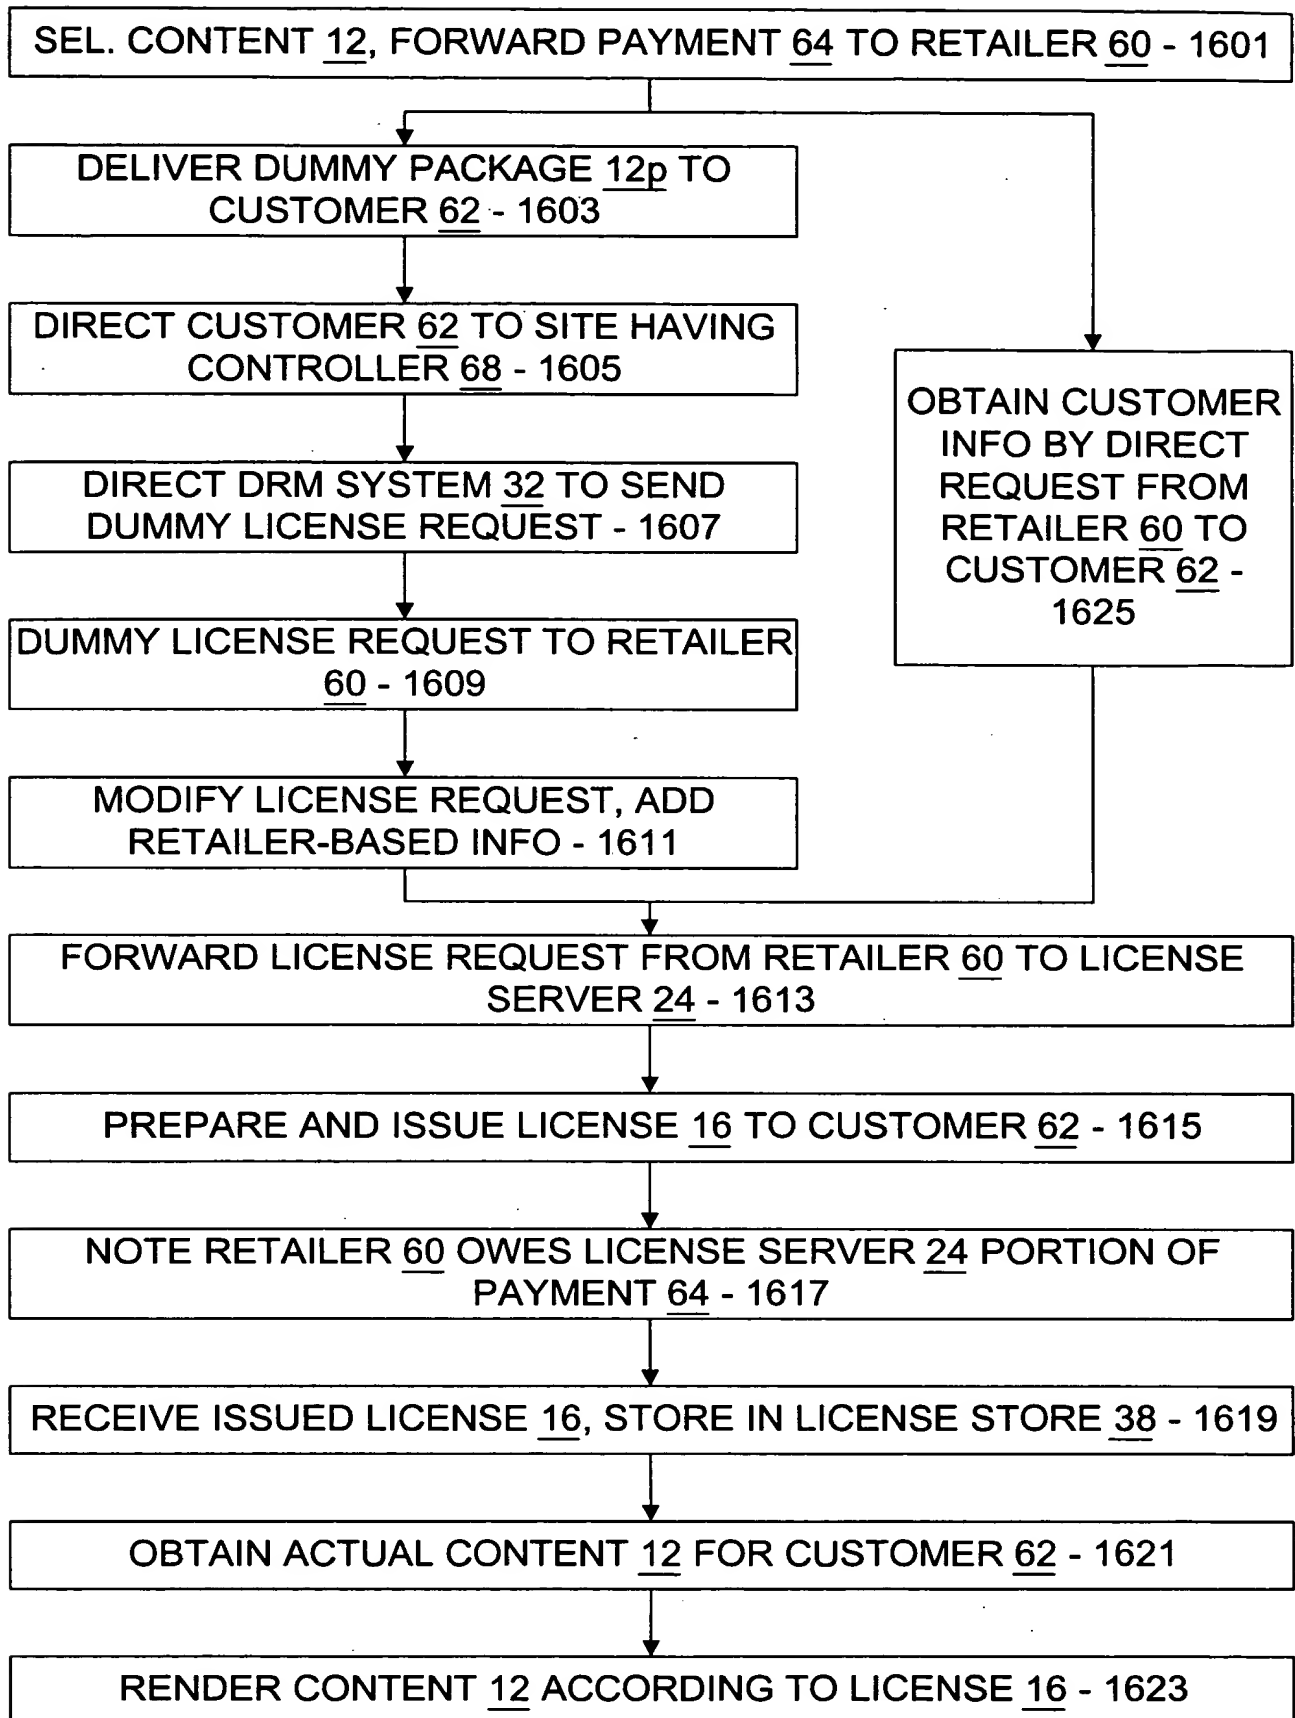 SEL. CONTENT 12, FORWARD PAYMENT 64 TO RETAILER 60 - 1601
DELIVER DUMMY PACKAGE 12p TO
CUSTOMER 62 - 1603
DIRECT CUSTOMER 62 TO SITE HAVING
CONTROLLER 68 - 1605
DIRECT DRM SYSTEM 32 TO SEND
DUMMY LICENSE REQUEST - 1607
DUMMY LICENSE REQUEST TO RETAILER
60 - 1609
MODIFY LICENSE REQUEST, ADD
RETAILER-BASED INFO - 1611
OBTAIN CUSTOMER
INFO BY DIRECT
REQUEST FROM
RETAILER 60 TO
CUSTOMER 62 -
1625
FORWARD LICENSE REQUEST FROM RETAILER 60 TO LICENSE
SERVER 24 - 1613
PREPARE AND ISSUE LICENSE 16 TO CUSTOMER 62 - 1615
NOTE RETAILER 60 OWES LICENSE SERVER 24 PORTION OF
PAYMENT 64 - 1617
RECEIVE ISSUED LICENSE 16, STORE IN LICENSE STORE 38 - 1619
OBTAIN ACTUAL CONTENT 12 FOR CUSTOMER 62 - 1621
RENDER CONTENT 12 ACCORDING TO LICENSE 16 - 1623